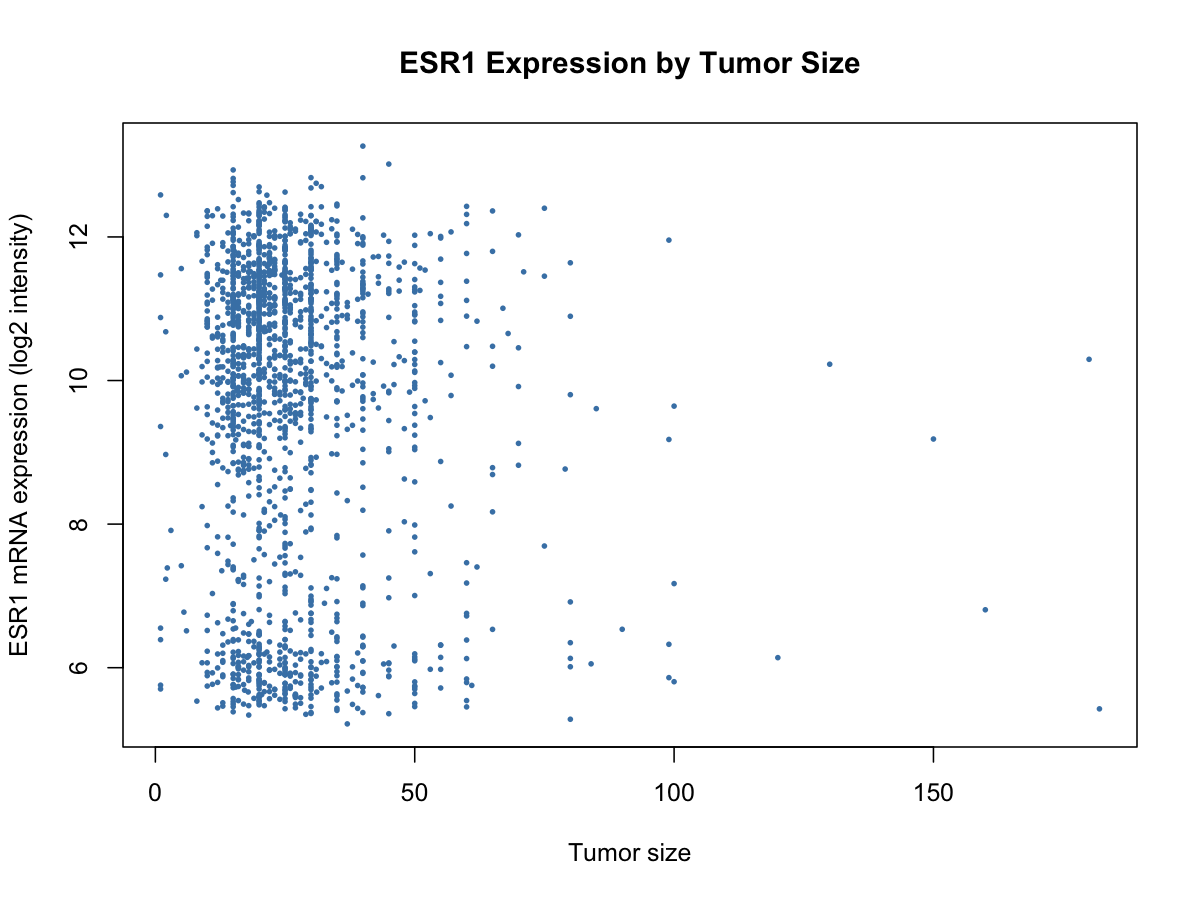 ESR1 Expression by Tumor Size
ESR1 mRNA expression (log2 intensity)
12
10
8
6
0 50 100 150
Tumor size